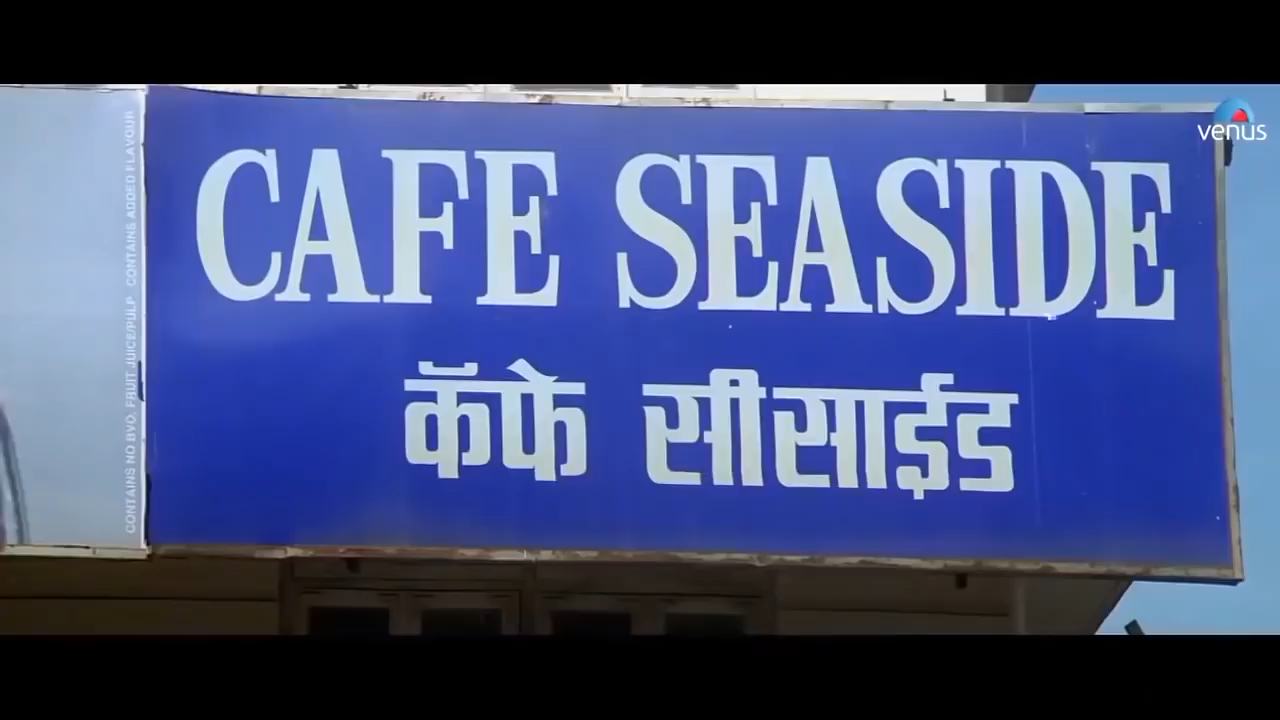 CAFE SEASIDE
कॅफे सीसाईड
CONTAINS NO BVO. FRUIT JUICE/PULP. CONTAINS ADDED FLAVOUR
venus